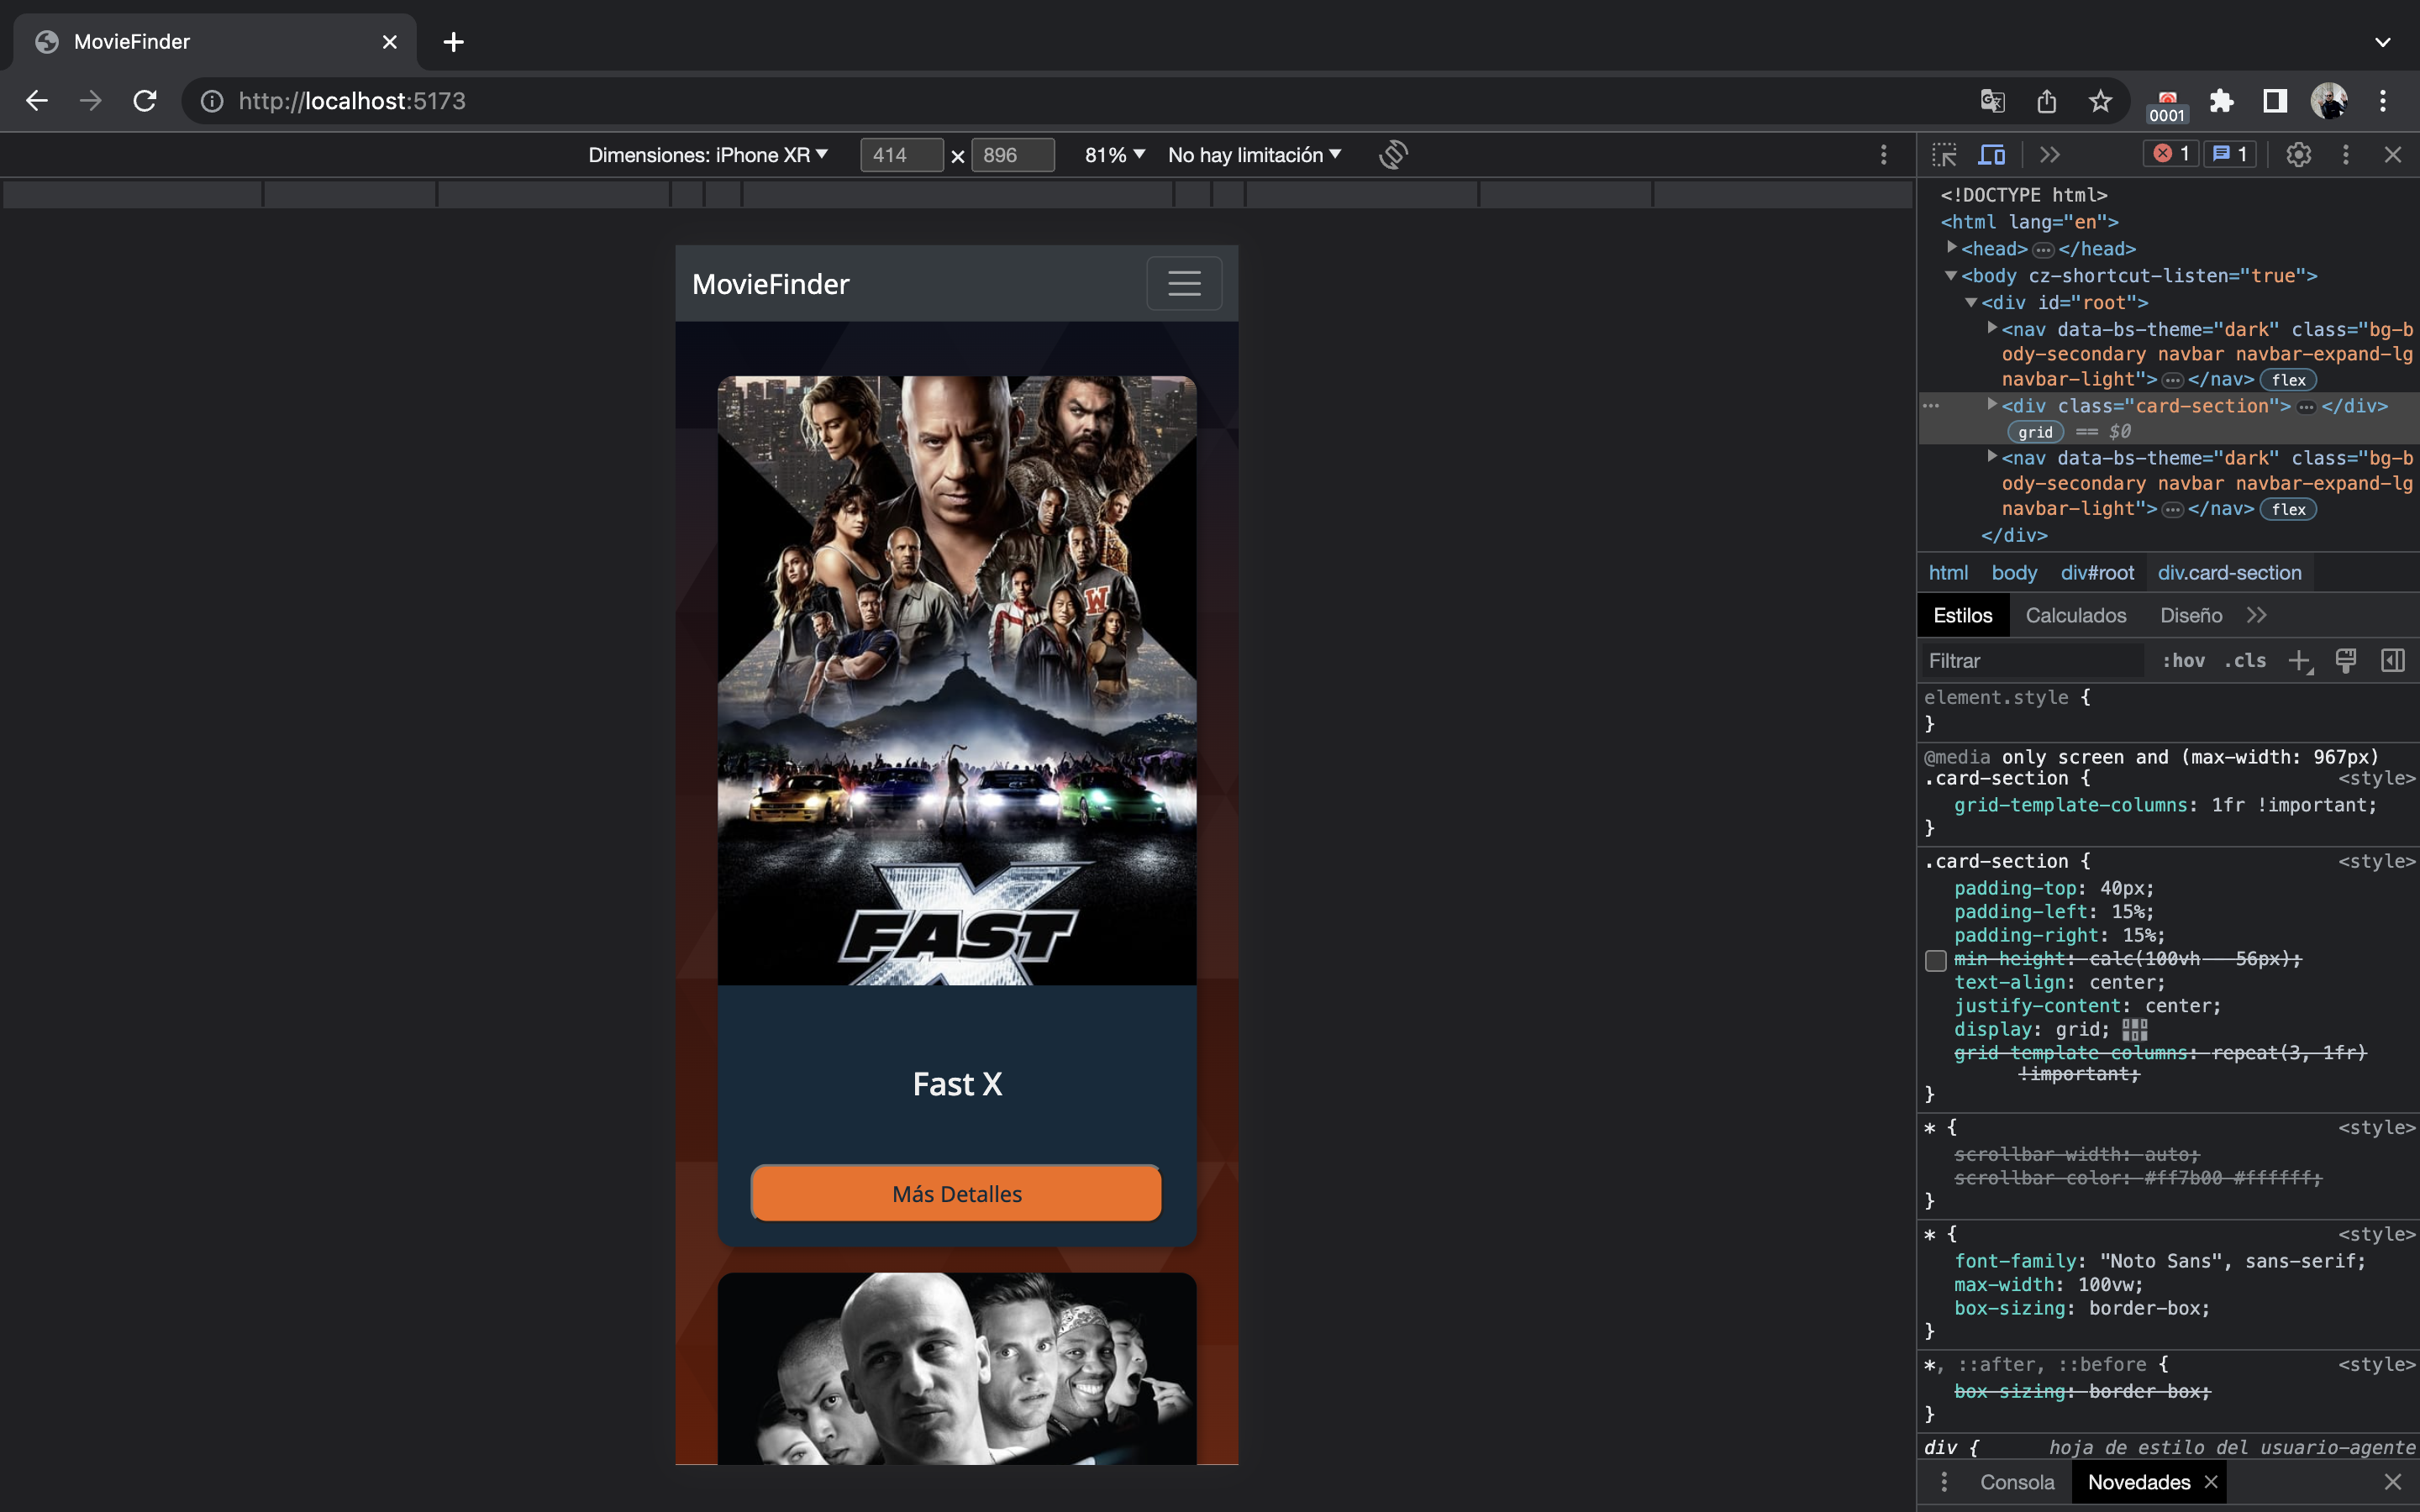 MovieFinder
http://localhost:5173
0001
Dimensiones: iPhone XR
414 × 896
81%
No hay limitación
1
1
MovieFinder
W
FAST
X
Fast X
Más Detalles
<!DOCTYPE html>
<html lang="en">
<head>…</head>
<body cz-shortcut-listen="true">
<div id="root">
<nav data-bs-theme="dark" class="bg-b
ody-secondary navbar navbar-expand-lg
navbar-light">…</nav> flex
… <div class="card-section">…</div>
grid == $0
<nav data-bs-theme="dark" class="bg-b
ody-secondary navbar navbar-expand-lg
navbar-light">…</nav> flex
</div>
html body div#root div.card-section
Estilos Calculados Diseño
Filtrar :hov .cls
element.style {
}
@media only screen and (max-width: 967px)
.card-section { <style>
grid-template-columns: 1fr !important;
}
.card-section { <style>
padding-top: 40px;
padding-left: 15%;
padding-right: 15%;
min-height: calc(100vh - 56px);
text-align: center;
justify-content: center;
display: grid;
grid-template-columns: repeat(3, 1fr)
!important;
}
* { <style>
scrollbar-width: auto;
scrollbar-color: #ff7b00 #ffffff;
}
* { <style>
font-family: "Noto Sans", sans-serif;
max-width: 100vw;
box-sizing: border-box;
}
*, ::after, ::before { <style>
box-sizing: border-box;
}
div { hoja de estilo del usuario-agente
Consola Novedades